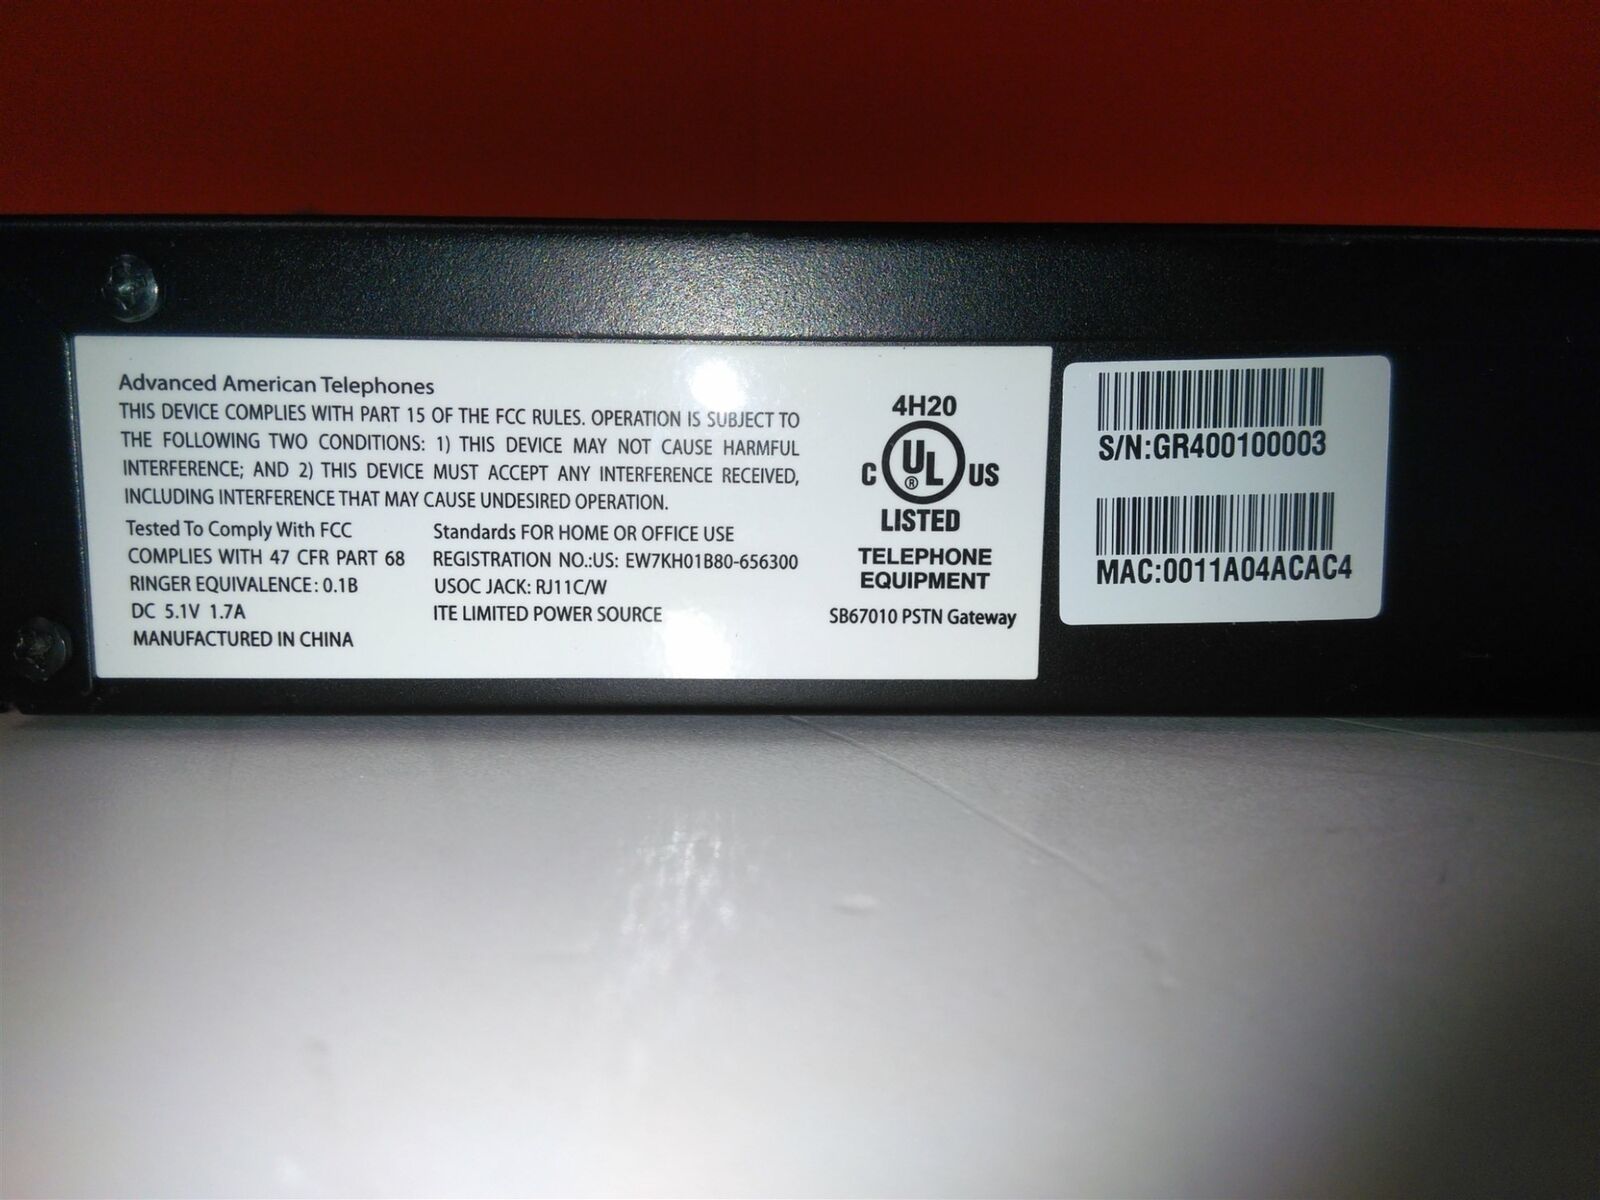 Advanced American Telephones
THIS DEVICE COMPLIES WITH PART 15 OF THE FCC RULES. OPERATION IS SUBJECT TO
THE FOLLOWING TWO CONDITIONS: 1) THIS DEVICE MAY NOT CAUSE HARMFUL
INTERFERENCE; AND 2) THIS DEVICE MUST ACCEPT ANY INTERFERENCE RECEIVED,
INCLUDING INTERFERENCE THAT MAY CAUSE UNDESIRED OPERATION.
Tested To Comply With FCC Standards FOR HOME OR OFFICE USE
COMPLIES WITH 47 CFR PART 68 REGISTRATION NO.:US: EW7KH01B80-656300
RINGER EQUIVALENCE: 0.1B USOC JACK: RJ11C/W
DC 5.1V 1.7A ITE LIMITED POWER SOURCE
MANUFACTURED IN CHINA
4H20
C UL ® US
LISTED
TELEPHONE
EQUIPMENT
SB67010 PSTN Gateway
S/N:GR400100003
MAC:0011A04ACAC4